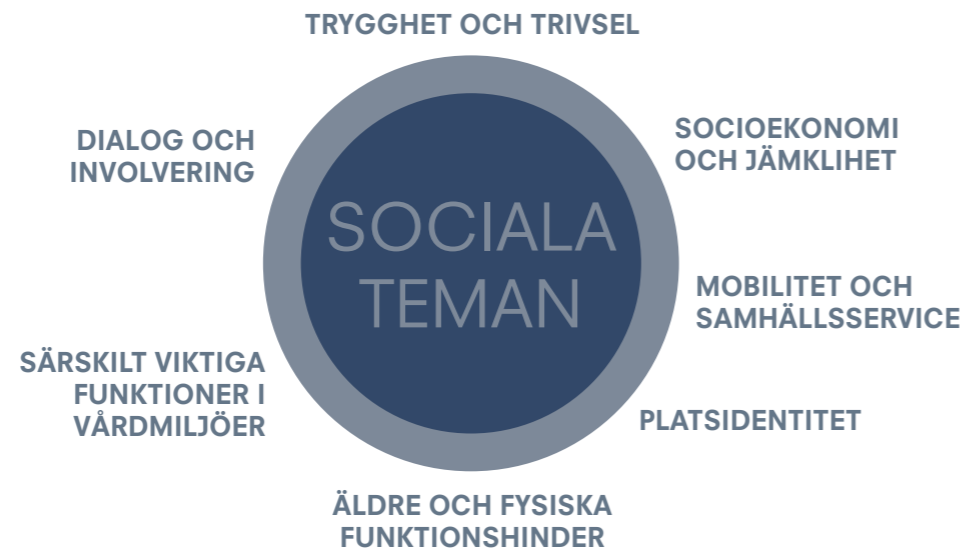 TRYGGHET OCH TRIVSEL
SOCIOEKONOMI
OCH JÄMKLIHET
MOBILITET OCH
SAMHÄLLSSERVICE
PLATSIDENTITET
ÄLDRE OCH FYSISKA
FUNKTIONSHINDER
SÄRSKILT VIKTIGA
FUNKTIONER I
VÅRDMILJÖER
DIALOG OCH
INVOLVERING
SOCIALA
TEMAN